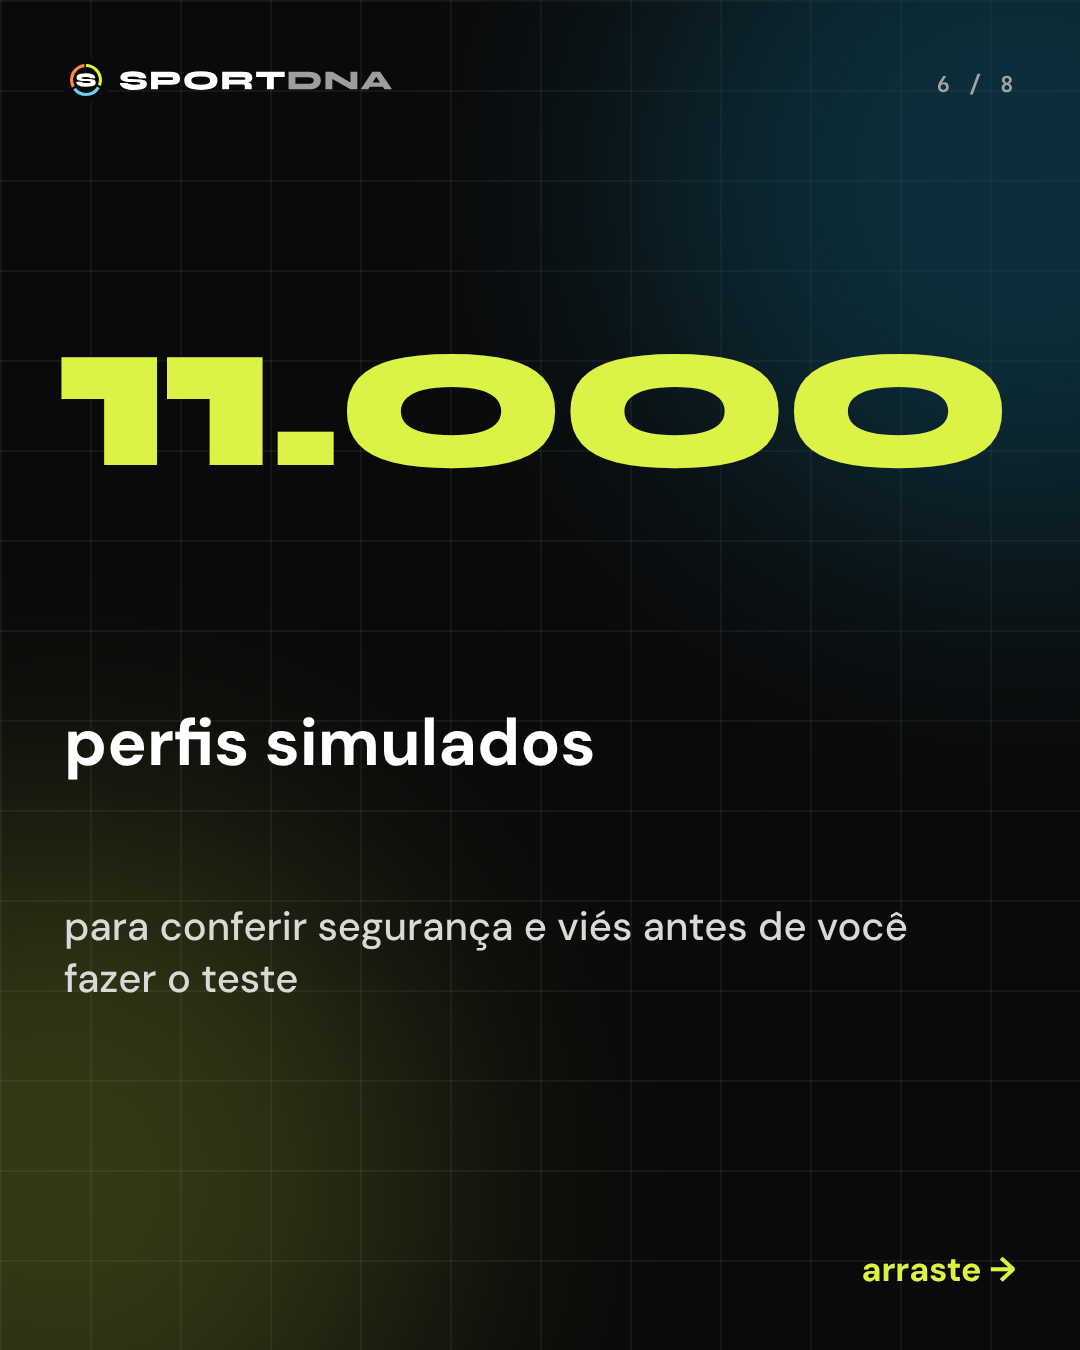 S SPORTDNA
6 / 8
11.000
perfis simulados
para conferir segurança e viés antes de você
fazer o teste
arraste →